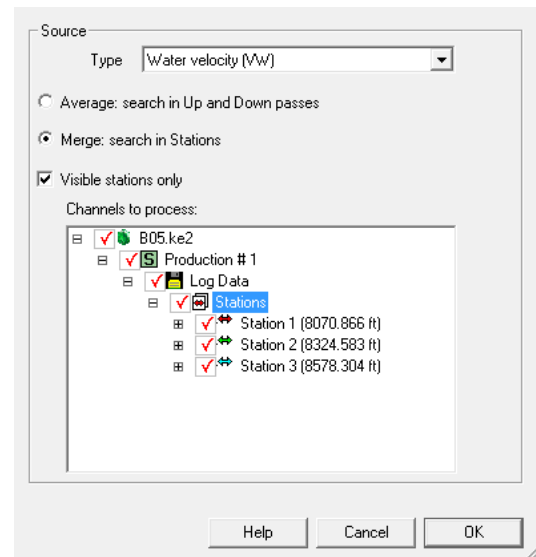 Source
Type Water velocity (VW)
Average: search in Up and Down passes
Merge: search in Stations
Visible stations only
Channels to process:
B05.ke2
S Production # 1
Log Data
Stations
Station 1 (8070.866 ft)
Station 2 (8324.583 ft)
Station 3 (8578.304 ft)
Help Cancel OK